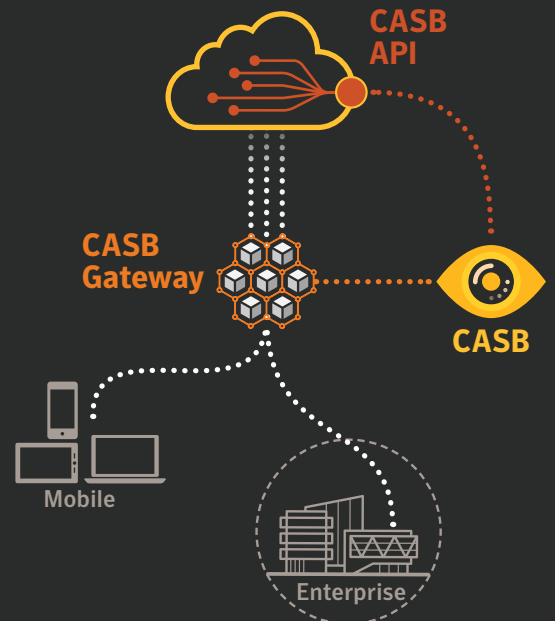 CASB
API
CASB
Gateway
CASB
Mobile
Enterprise